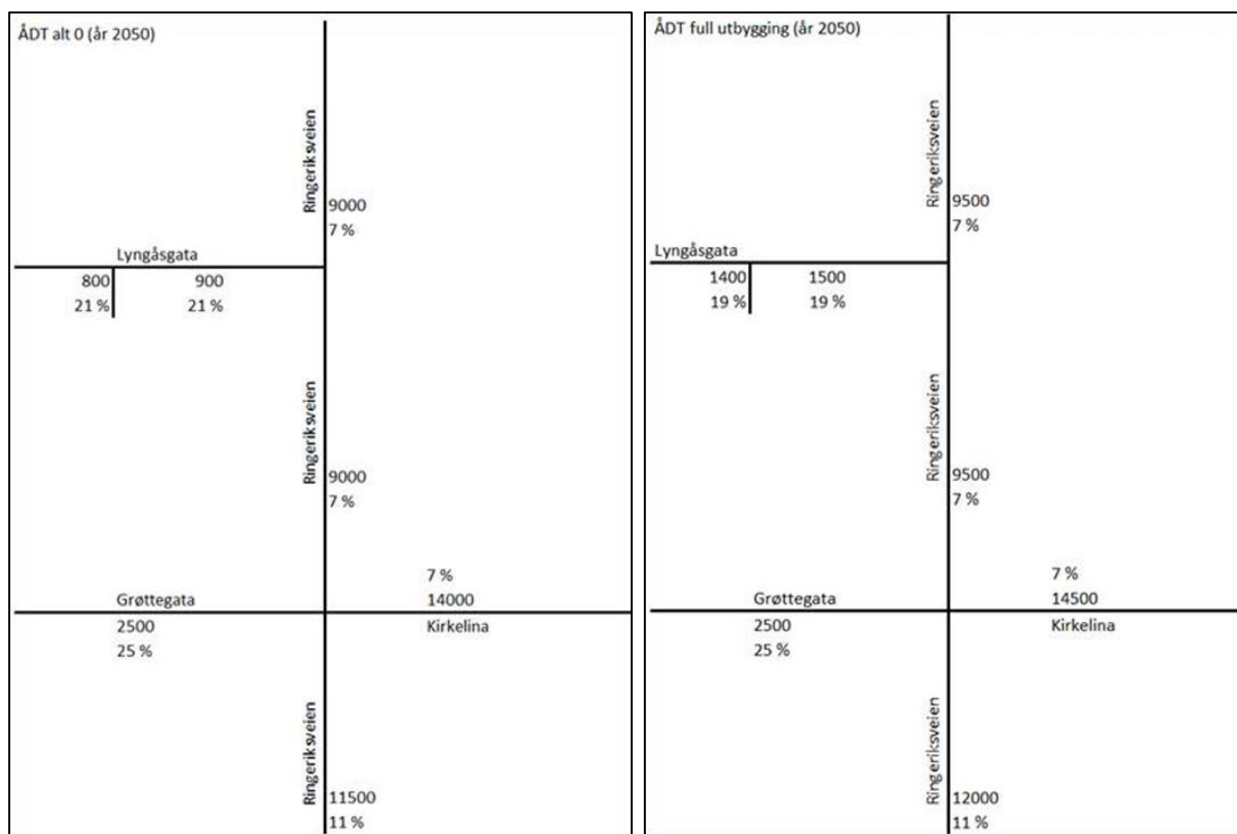 ÅDT alt 0 (år 2050)
Ringeriksveien
9000
7 %
Lyngåsgata
800 900
21 % 21 %
Ringeriksveien
9000
7 %
7 %
Grøttegata 14000
2500 Kirkelina
25 %
Ringeriksveien
11500
11 %
ÅDT full utbygging (år 2050)
Ringeriksveien
9500
7 %
Lyngåsgata
1400 1500
19 % 19 %
Ringeriksveien
9500
7 %
7 %
Grøttegata 14500
2500 Kirkelina
25 %
Ringeriksveien
12000
11 %